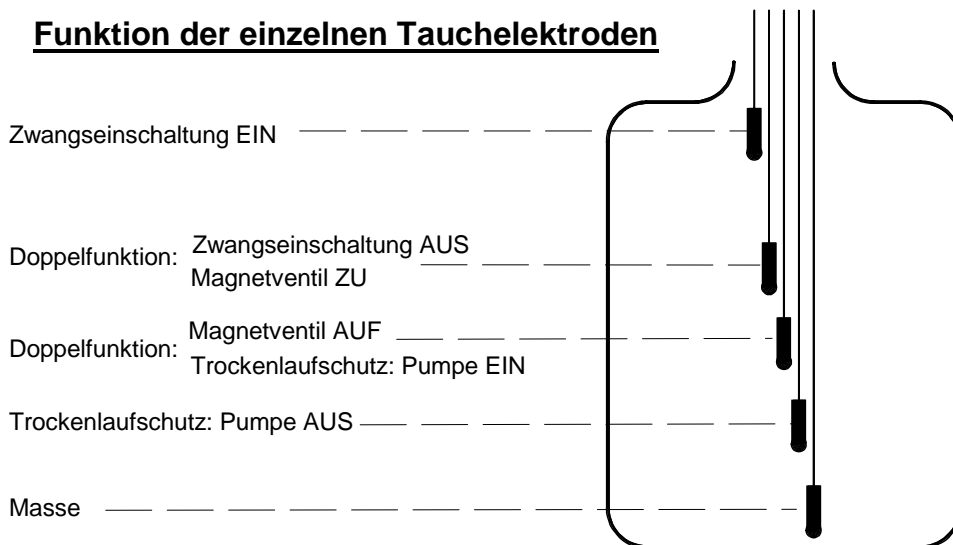 Funktion der einzelnen Tauchelektroden
Zwangseinschaltung EIN
Doppelfunktion: Zwangseinschaltung AUS
Magnetventil ZU
Doppelfunktion: Magnetventil AUF
Trockenlaufschutz: Pumpe EIN
Trockenlaufschutz: Pumpe AUS
Masse